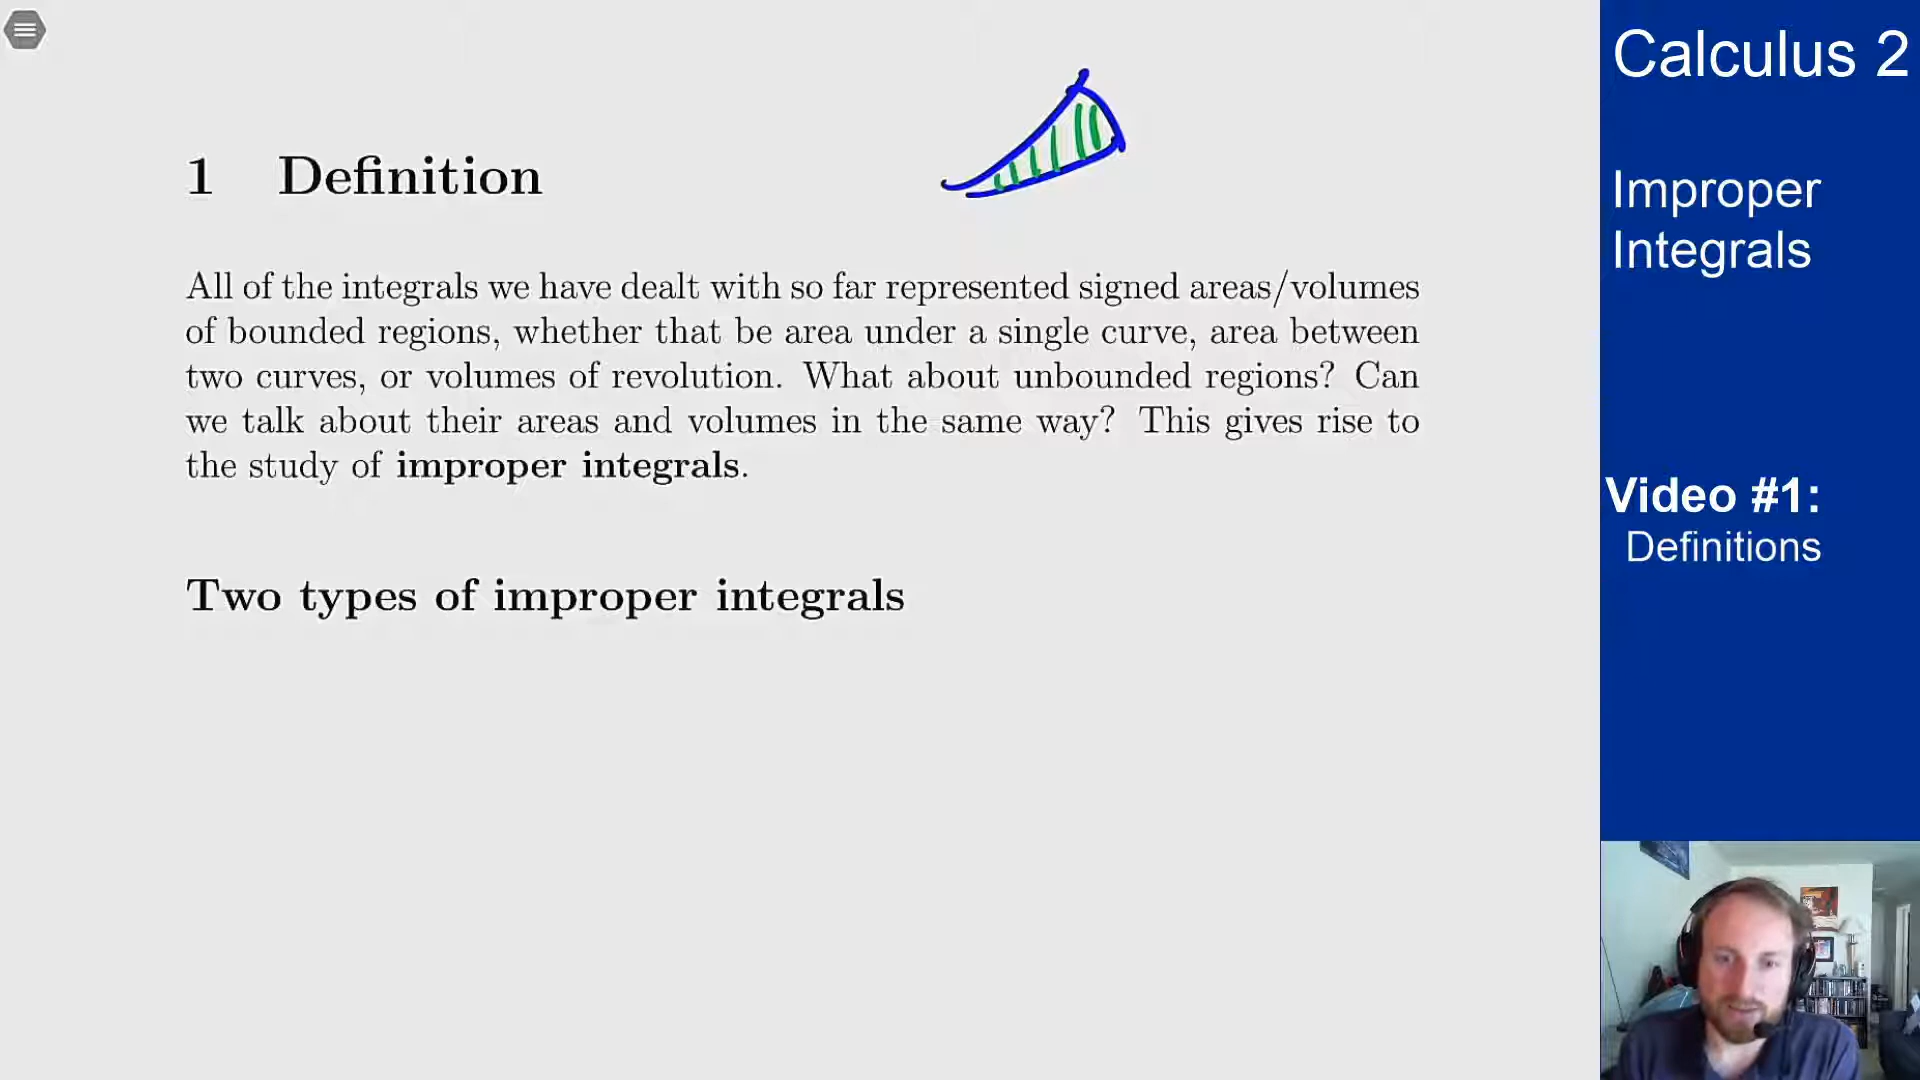 1 Definition
All of the integrals we have dealt with so far represented signed areas/volumes
of bounded regions, whether that be area under a single curve, area between
two curves, or volumes of revolution. What about unbounded regions? Can
we talk about their areas and volumes in the same way? This gives rise to
the study of improper integrals.
Two types of improper integrals
Calculus 2
Improper
Integrals
Video #1:
Definitions